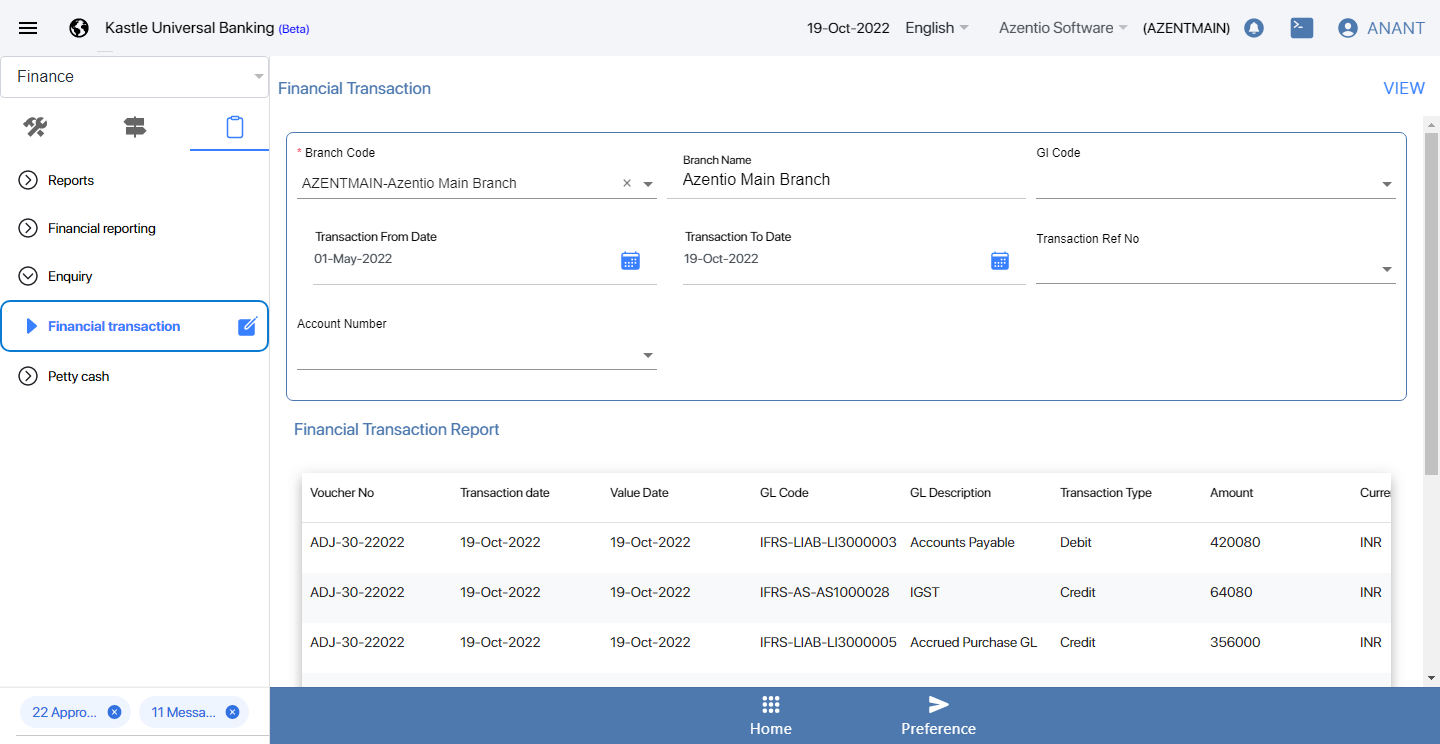 Kastle Universal Banking (Beta)
19-Oct-2022 English Azentio Software (AZENTMAIN) ANANT
Finance
Financial Transaction VIEW
Reports
Financial reporting
Enquiry
Financial transaction
Petty cash
* Branch Code
AZENTMAIN-Azentio Main Branch
Branch Name
Azentio Main Branch
Gl Code
Transaction From Date
01-May-2022
Transaction To Date
19-Oct-2022
Transaction Ref No
Account Number
Financial Transaction Report
Voucher No Transaction date Value Date GL Code GL Description Transaction Type Amount Curre
ADJ-30-22022 19-Oct-2022 19-Oct-2022 IFRS-LIAB-LI3000003 Accounts Payable Debit 420080 INR
ADJ-30-22022 19-Oct-2022 19-Oct-2022 IFRS-AS-AS1000028 IGST Credit 64080 INR
ADJ-30-22022 19-Oct-2022 19-Oct-2022 IFRS-LIAB-LI3000005 Accrued Purchase GL Credit 356000 INR
22 Appro... 11 Messa...
Home Preference